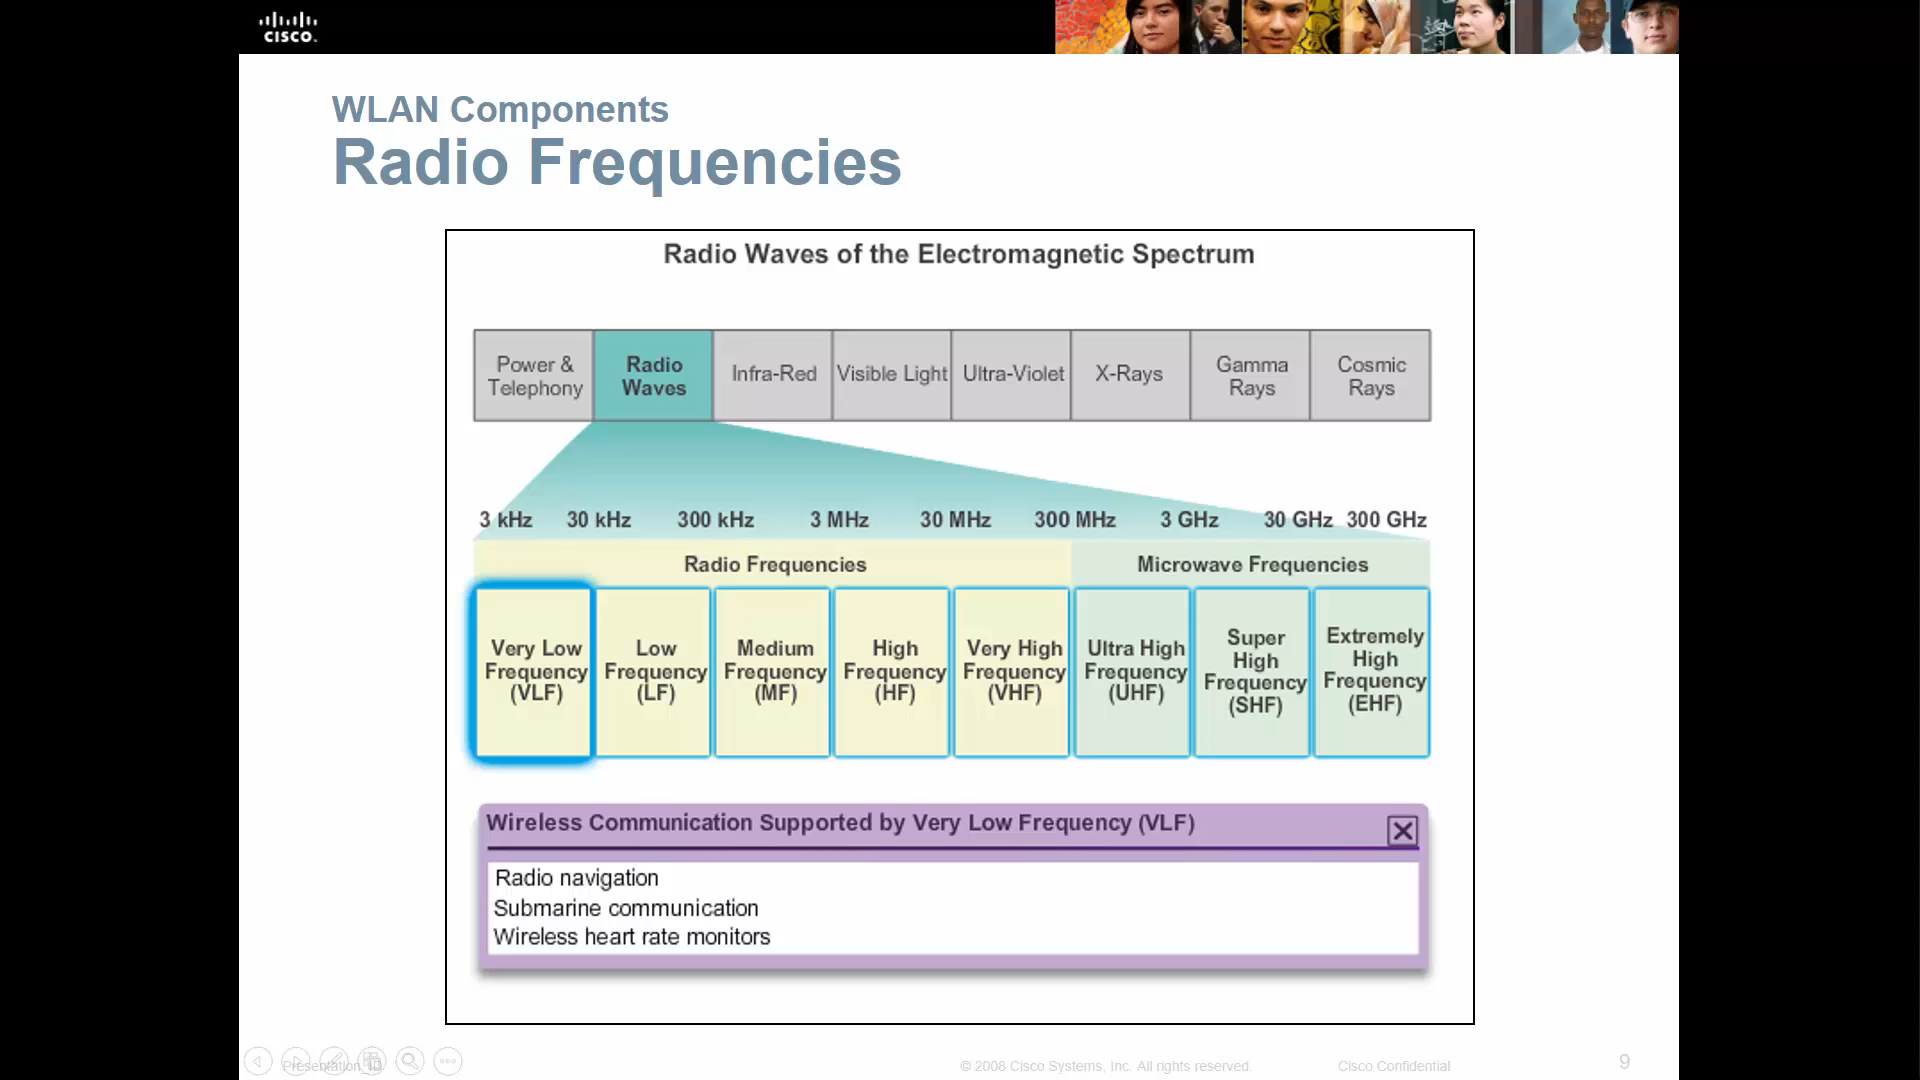 CISCO.
WLAN Components
Radio Frequencies
Radio Waves of the Electromagnetic Spectrum
Power & Telephony
Radio Waves
Infra-Red
Visible Light
Ultra-Violet
X-Rays
Gamma Rays
Cosmic Rays
3 kHz 30 kHz 300 kHz 3 MHz 30 MHz 300 MHz 3 GHz 30 GHz 300 GHz
Radio Frequencies Microwave Frequencies
Very Low Frequency (VLF)
Low Frequency (LF)
Medium Frequency (MF)
High Frequency (HF)
Very High Frequency (VHF)
Ultra High Frequency (UHF)
Super High Frequency (SHF)
Extremely High Frequency (EHF)
Wireless Communication Supported by Very Low Frequency (VLF)
Radio navigation
Submarine communication
Wireless heart rate monitors
Presentation_ID © 2008 Cisco Systems, Inc. All rights reserved. Cisco Confidential 9